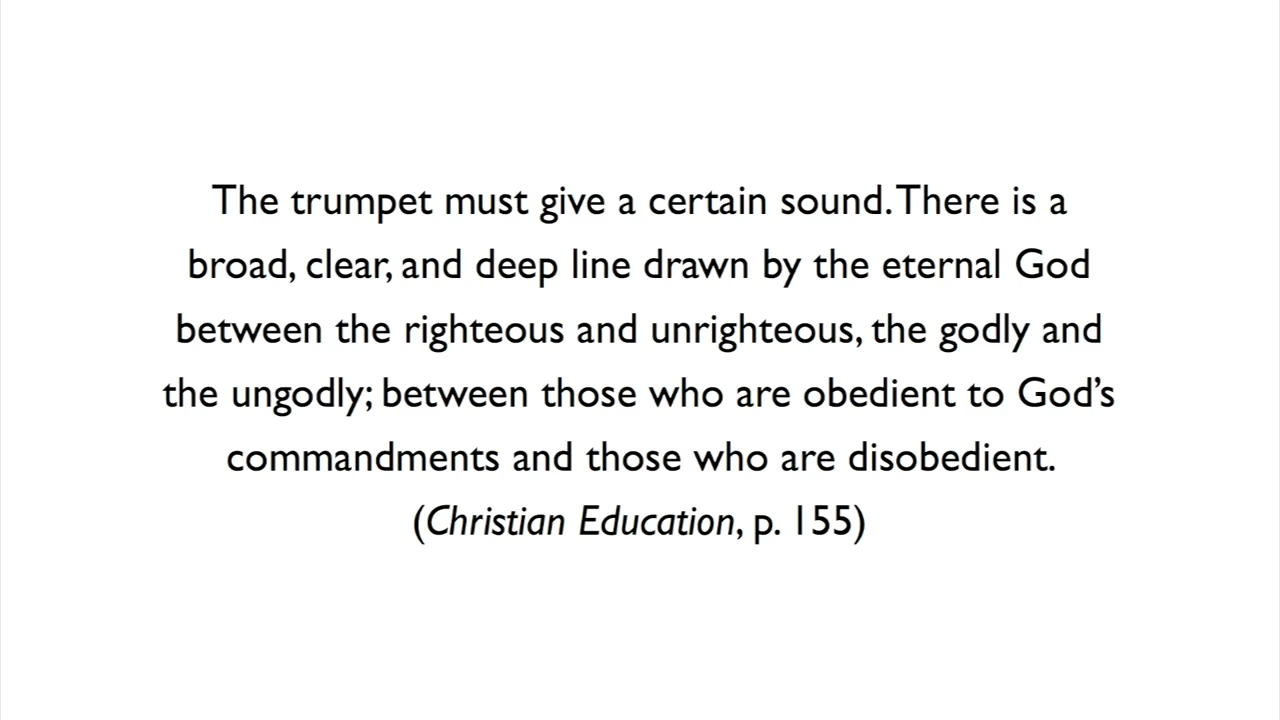 The trumpet must give a certain sound. There is a
broad, clear, and deep line drawn by the eternal God
between the righteous and unrighteous, the godly and
the ungodly; between those who are obedient to God’s
commandments and those who are disobedient.
(Christian Education, p. 155)